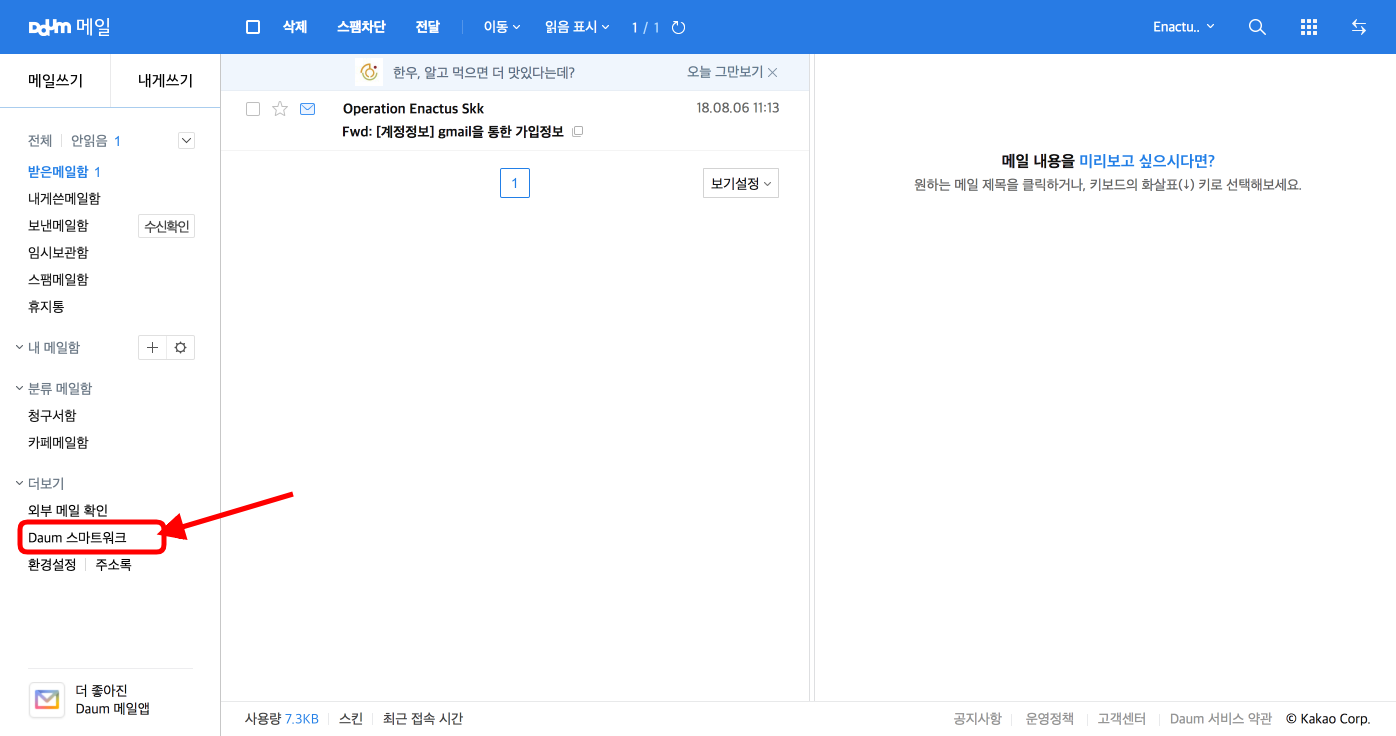 Daum 메일
삭제 스팸차단 전달 이동 읽음 표시 1 / 1
Enactu..
메일쓰기 내게쓰기
전체 안읽음 1
받은메일함 1
내게쓴메일함
보낸메일함 수신확인
임시보관함
스팸메일함
휴지통
내 메일함
분류 메일함
청구서함
카페메일함
더보기
외부 메일 확인
Daum 스마트워크
환경설정 주소록
더 좋아진
Daum 메일앱
한우, 알고 먹으면 더 맛있다는데? 오늘 그만보기
Operation Enactus Skk 18.08.06 11:13
Fwd: [계정정보] gmail을 통한 가입정보
1 보기설정
메일 내용을 미리보고 싶으시다면?
원하는 메일 제목을 클릭하거나, 키보드의 화살표(↓) 키로 선택해보세요.
사용량 7.3KB 스킨 최근 접속 시간
공지사항 운영정책 고객센터 Daum 서비스 약관 © Kakao Corp.